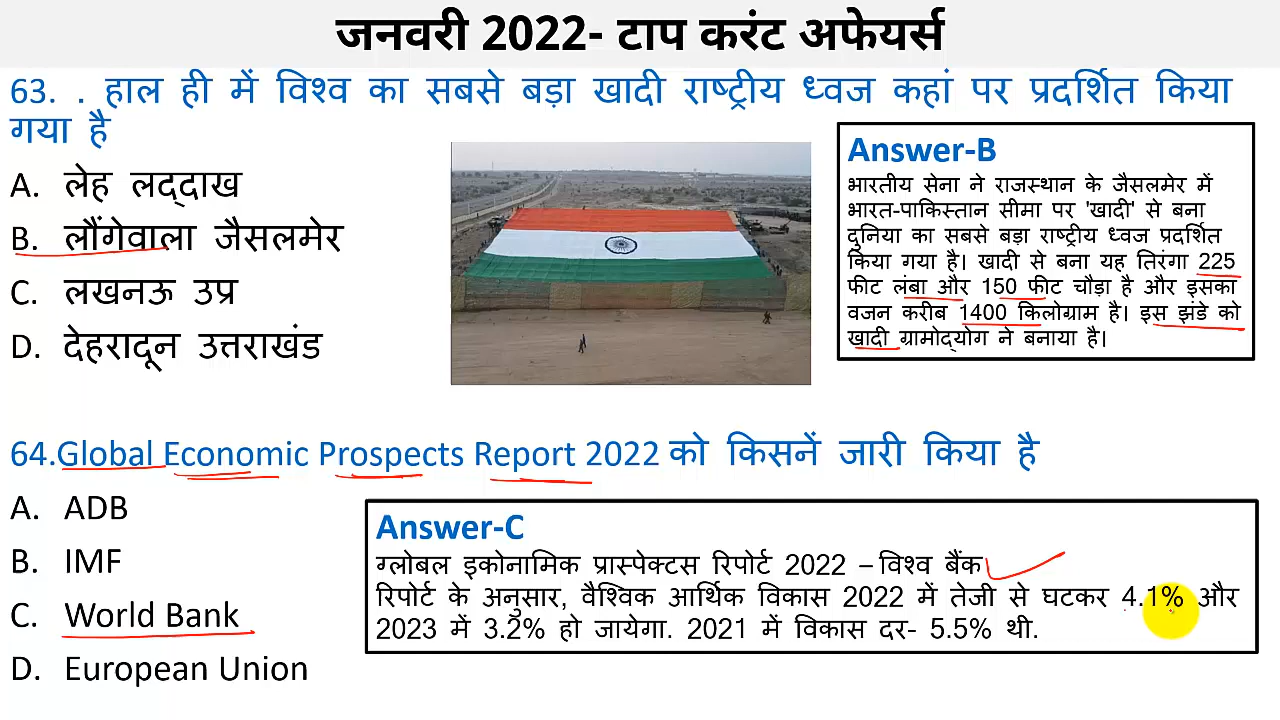 जनवरी 2022- टाप करंट अफेयर्स
63. . हाल ही में विश्व का सबसे बड़ा खादी राष्ट्रीय ध्वज कहां पर प्रदर्शित किया
गया है
A. लेह लद्दाख
B. लौंगेवाला जैसलमेर
C. लखनऊ उप्र
D. देहरादून उत्तराखंड
Answer-B
भारतीय सेना ने राजस्थान के जैसलमेर में
भारत-पाकिस्तान सीमा पर 'खादी' से बना
दुनिया का सबसे बड़ा राष्ट्रीय ध्वज प्रदर्शित
किया गया है। खादी से बना यह तिरंगा 225
फीट लंबा और 150 फीट चौड़ा है और इसका
वजन करीब 1400 किलोग्राम है। इस झंडे को
खादी ग्रामोद्योग ने बनाया है।
64.Global Economic Prospects Report 2022 को किसनें जारी किया है
A. ADB
B. IMF
C. World Bank
D. European Union
Answer-C
ग्लोबल इकोनामिक प्रास्पेक्टस रिपोर्ट 2022 – विश्व बैंक
रिपोर्ट के अनुसार, वैश्विक आर्थिक विकास 2022 में तेजी से घटकर 4.1% और
2023 में 3.2% हो जायेगा. 2021 में विकास दर- 5.5% थी.